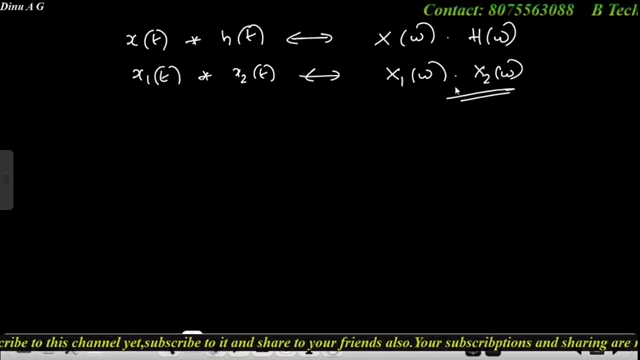 Dinu A G
Contact: 8075563088 B Tech
x(t) * h(t) ⟷ X(ω) · H(ω)
x₁(t) * x₂(t) ⟷ X₁(ω) · X₂(ω)
ribe to this channel yet,subscribe to it and share to your friends also.Your subscribptions and sharing are